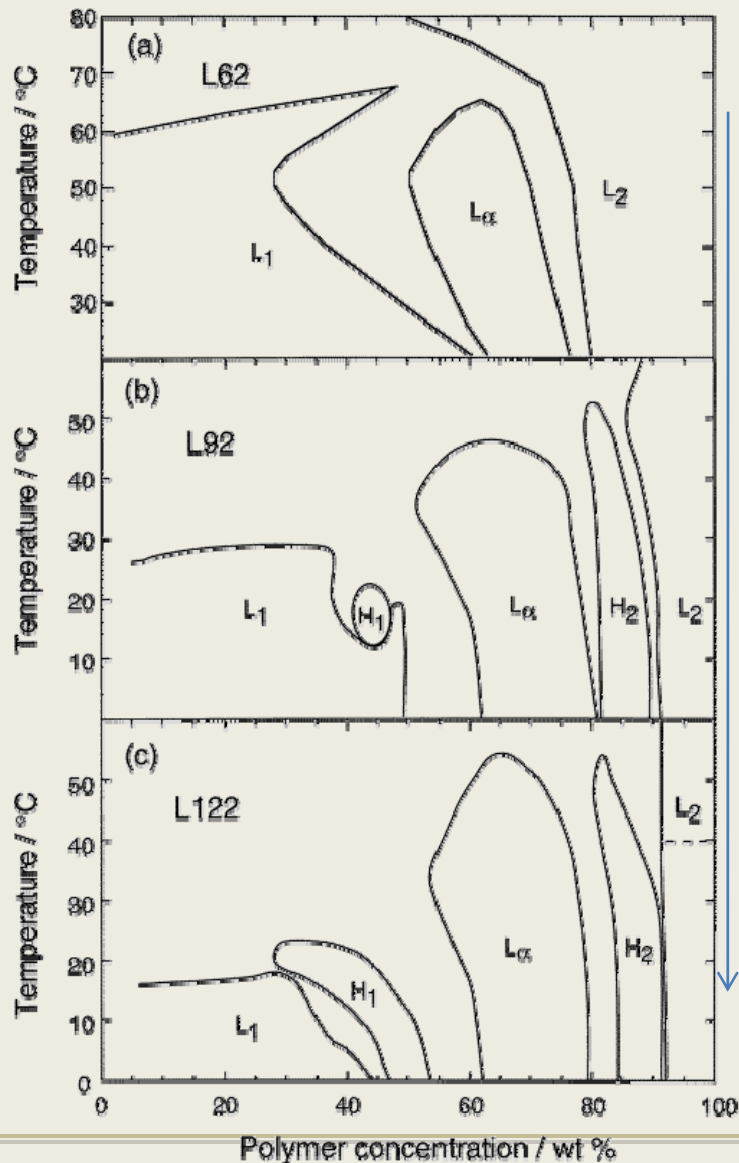 80
(a)
L62
70
Temperature / °C
60
50
L2
Lα
40
L1
30
(b)
50
L92
Temperature / °C
40
30
20
L1
H1
Lα
H2
L2
10
(c)
50
L122
L2
Temperature / °C
40
30
Lα
H2
20
H1
10
L1
0
0 20 40 60 80 100
Polymer concentration / wt %